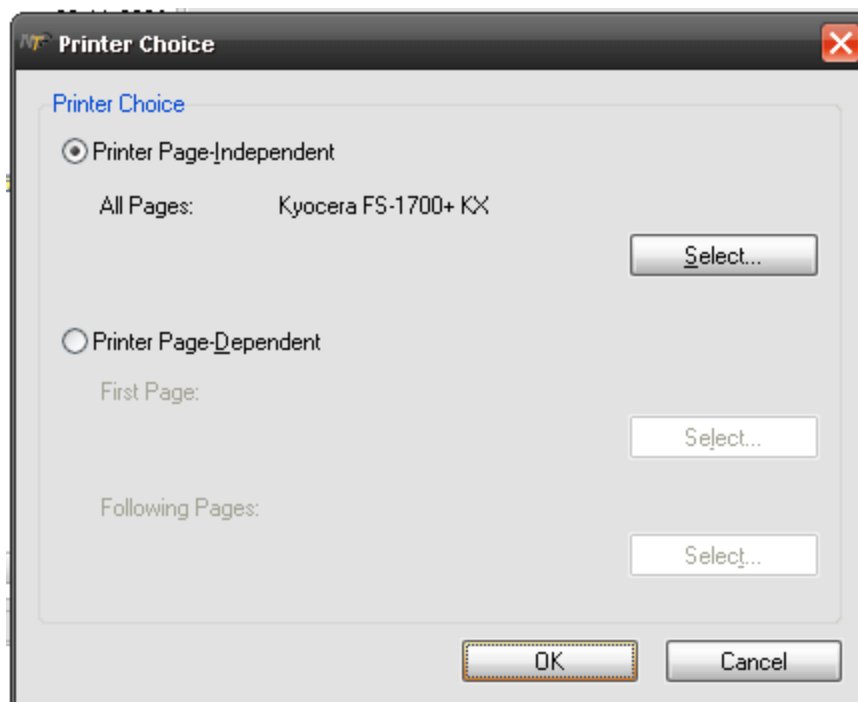 Printer Choice
Printer Choice
Printer Page-Independent
All Pages: Kyocera FS-1700+ KX
Select...
Printer Page-Dependent
First Page:
Select...
Following Pages:
Select...
OK Cancel